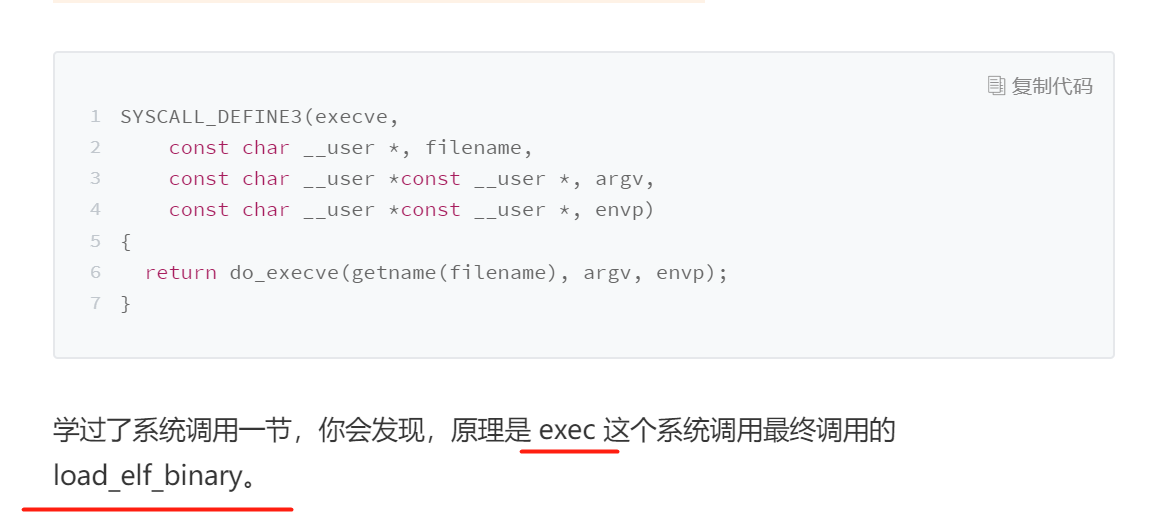 复制代码
1 SYSCALL_DEFINE3(execve,
2     const char __user *, filename,
3     const char __user *const __user *, argv,
4     const char __user *const __user *, envp)
5 {
6   return do_execve(getname(filename), argv, envp);
7 }
学过了系统调用一节，你会发现，原理是 exec 这个系统调用最终调用的
load_elf_binary。